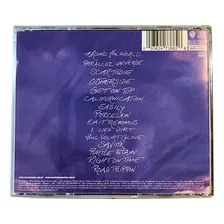 AROUND THE WORLD
PARALLEL UNIVERSE
SCAR TISSUE
OTHERSIDE
GET ON TOP
CALIFORNICATION
EASILY
PORCELAIN
EMIT REMMUS
I LIKE DIRT
THIS VELVET GLOVE
SAVIOR
PURPLE STAIN
RIGHT ON TIME
ROAD TRIPPIN'